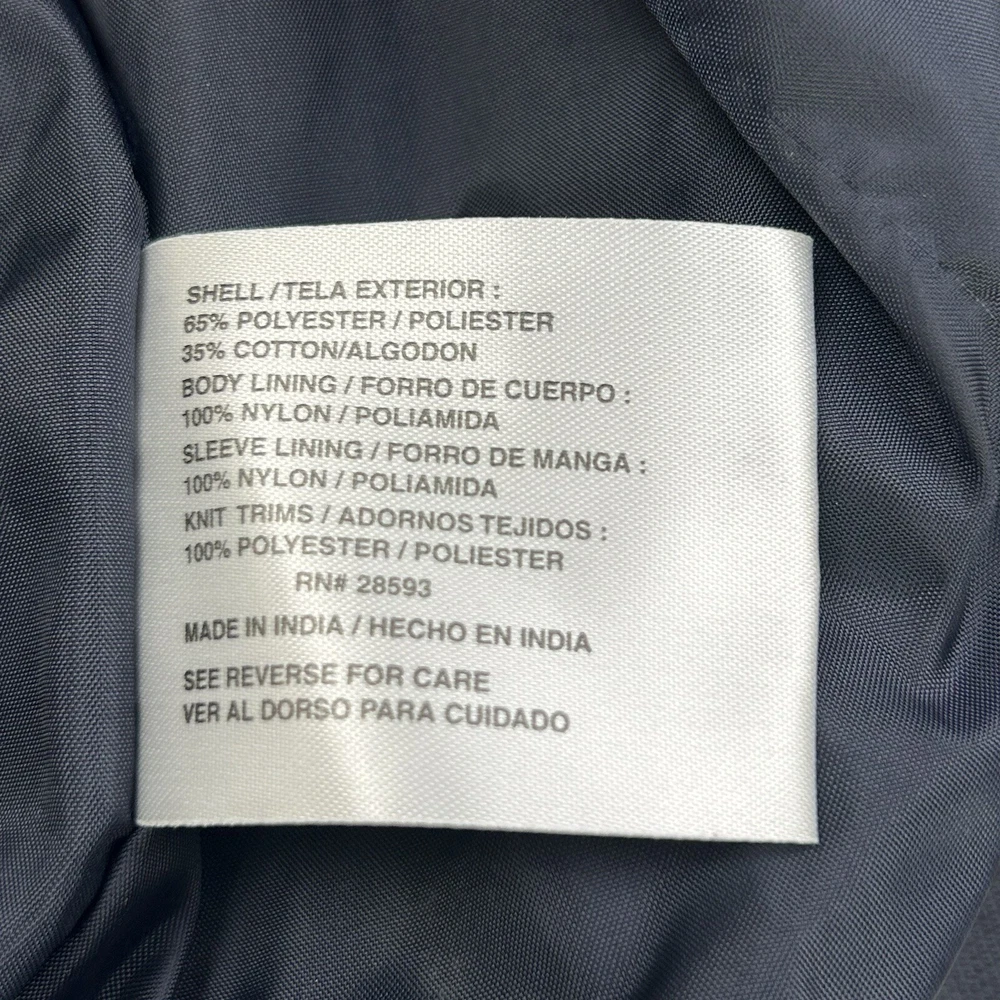 SHELL / TELA EXTERIOR :
65% POLYESTER / POLIESTER
35% COTTON/ALGODON
BODY LINING / FORRO DE CUERPO :
100% NYLON / POLIAMIDA
SLEEVE LINING / FORRO DE MANGA :
100% NYLON / POLIAMIDA
KNIT TRIMS / ADORNOS TEJIDOS :
100% POLYESTER / POLIESTER
RN# 28593
MADE IN INDIA / HECHO EN INDIA
SEE REVERSE FOR CARE
VER AL DORSO PARA CUIDADO